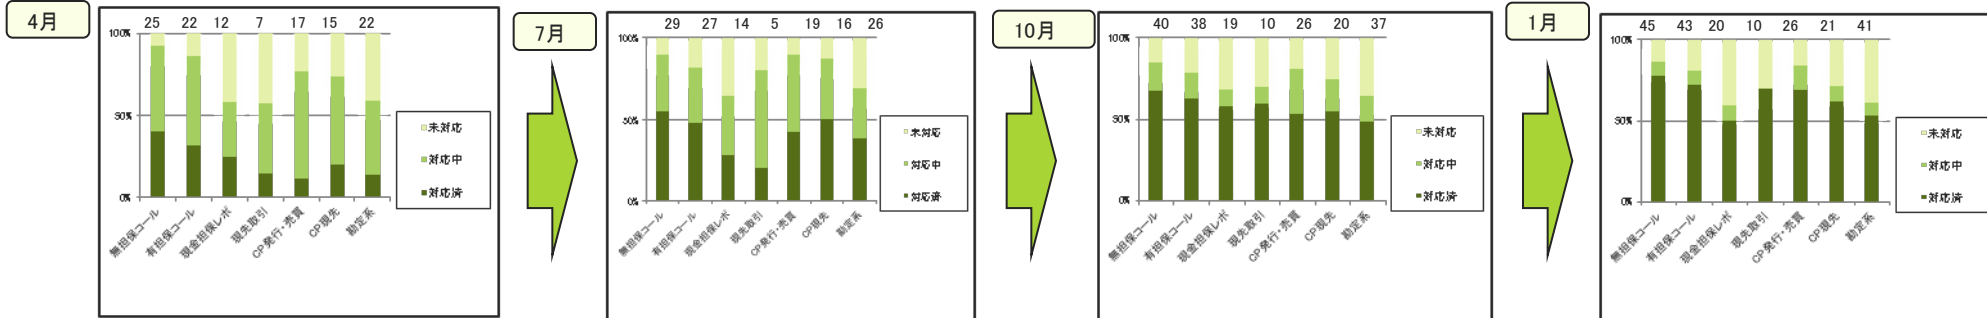 4月
25 22 12 7 17 15 22
100%
50%
0%
無担保コール
有担保コール
現金担保レポ
現先取引
CP発行・売買
CP現先
勘定系
未対応
対応中
対応済
7月
29 27 14 5 19 16 26
100%
50%
0%
無担保コール
有担保コール
現金担保レポ
現先取引
CP発行・売買
CP現先
勘定系
未対応
対応中
対応済
10月
40 38 19 10 26 20 37
100%
50%
0%
無担保コール
有担保コール
現金担保レポ
現先取引
CP発行・売買
CP現先
勘定系
未対応
対応中
対応済
1月
45 43 20 10 26 21 41
100%
50%
0%
無担保コール
有担保コール
現金担保レポ
現先取引
CP発行・売買
CP現先
勘定系
未対応
対応中
対応済